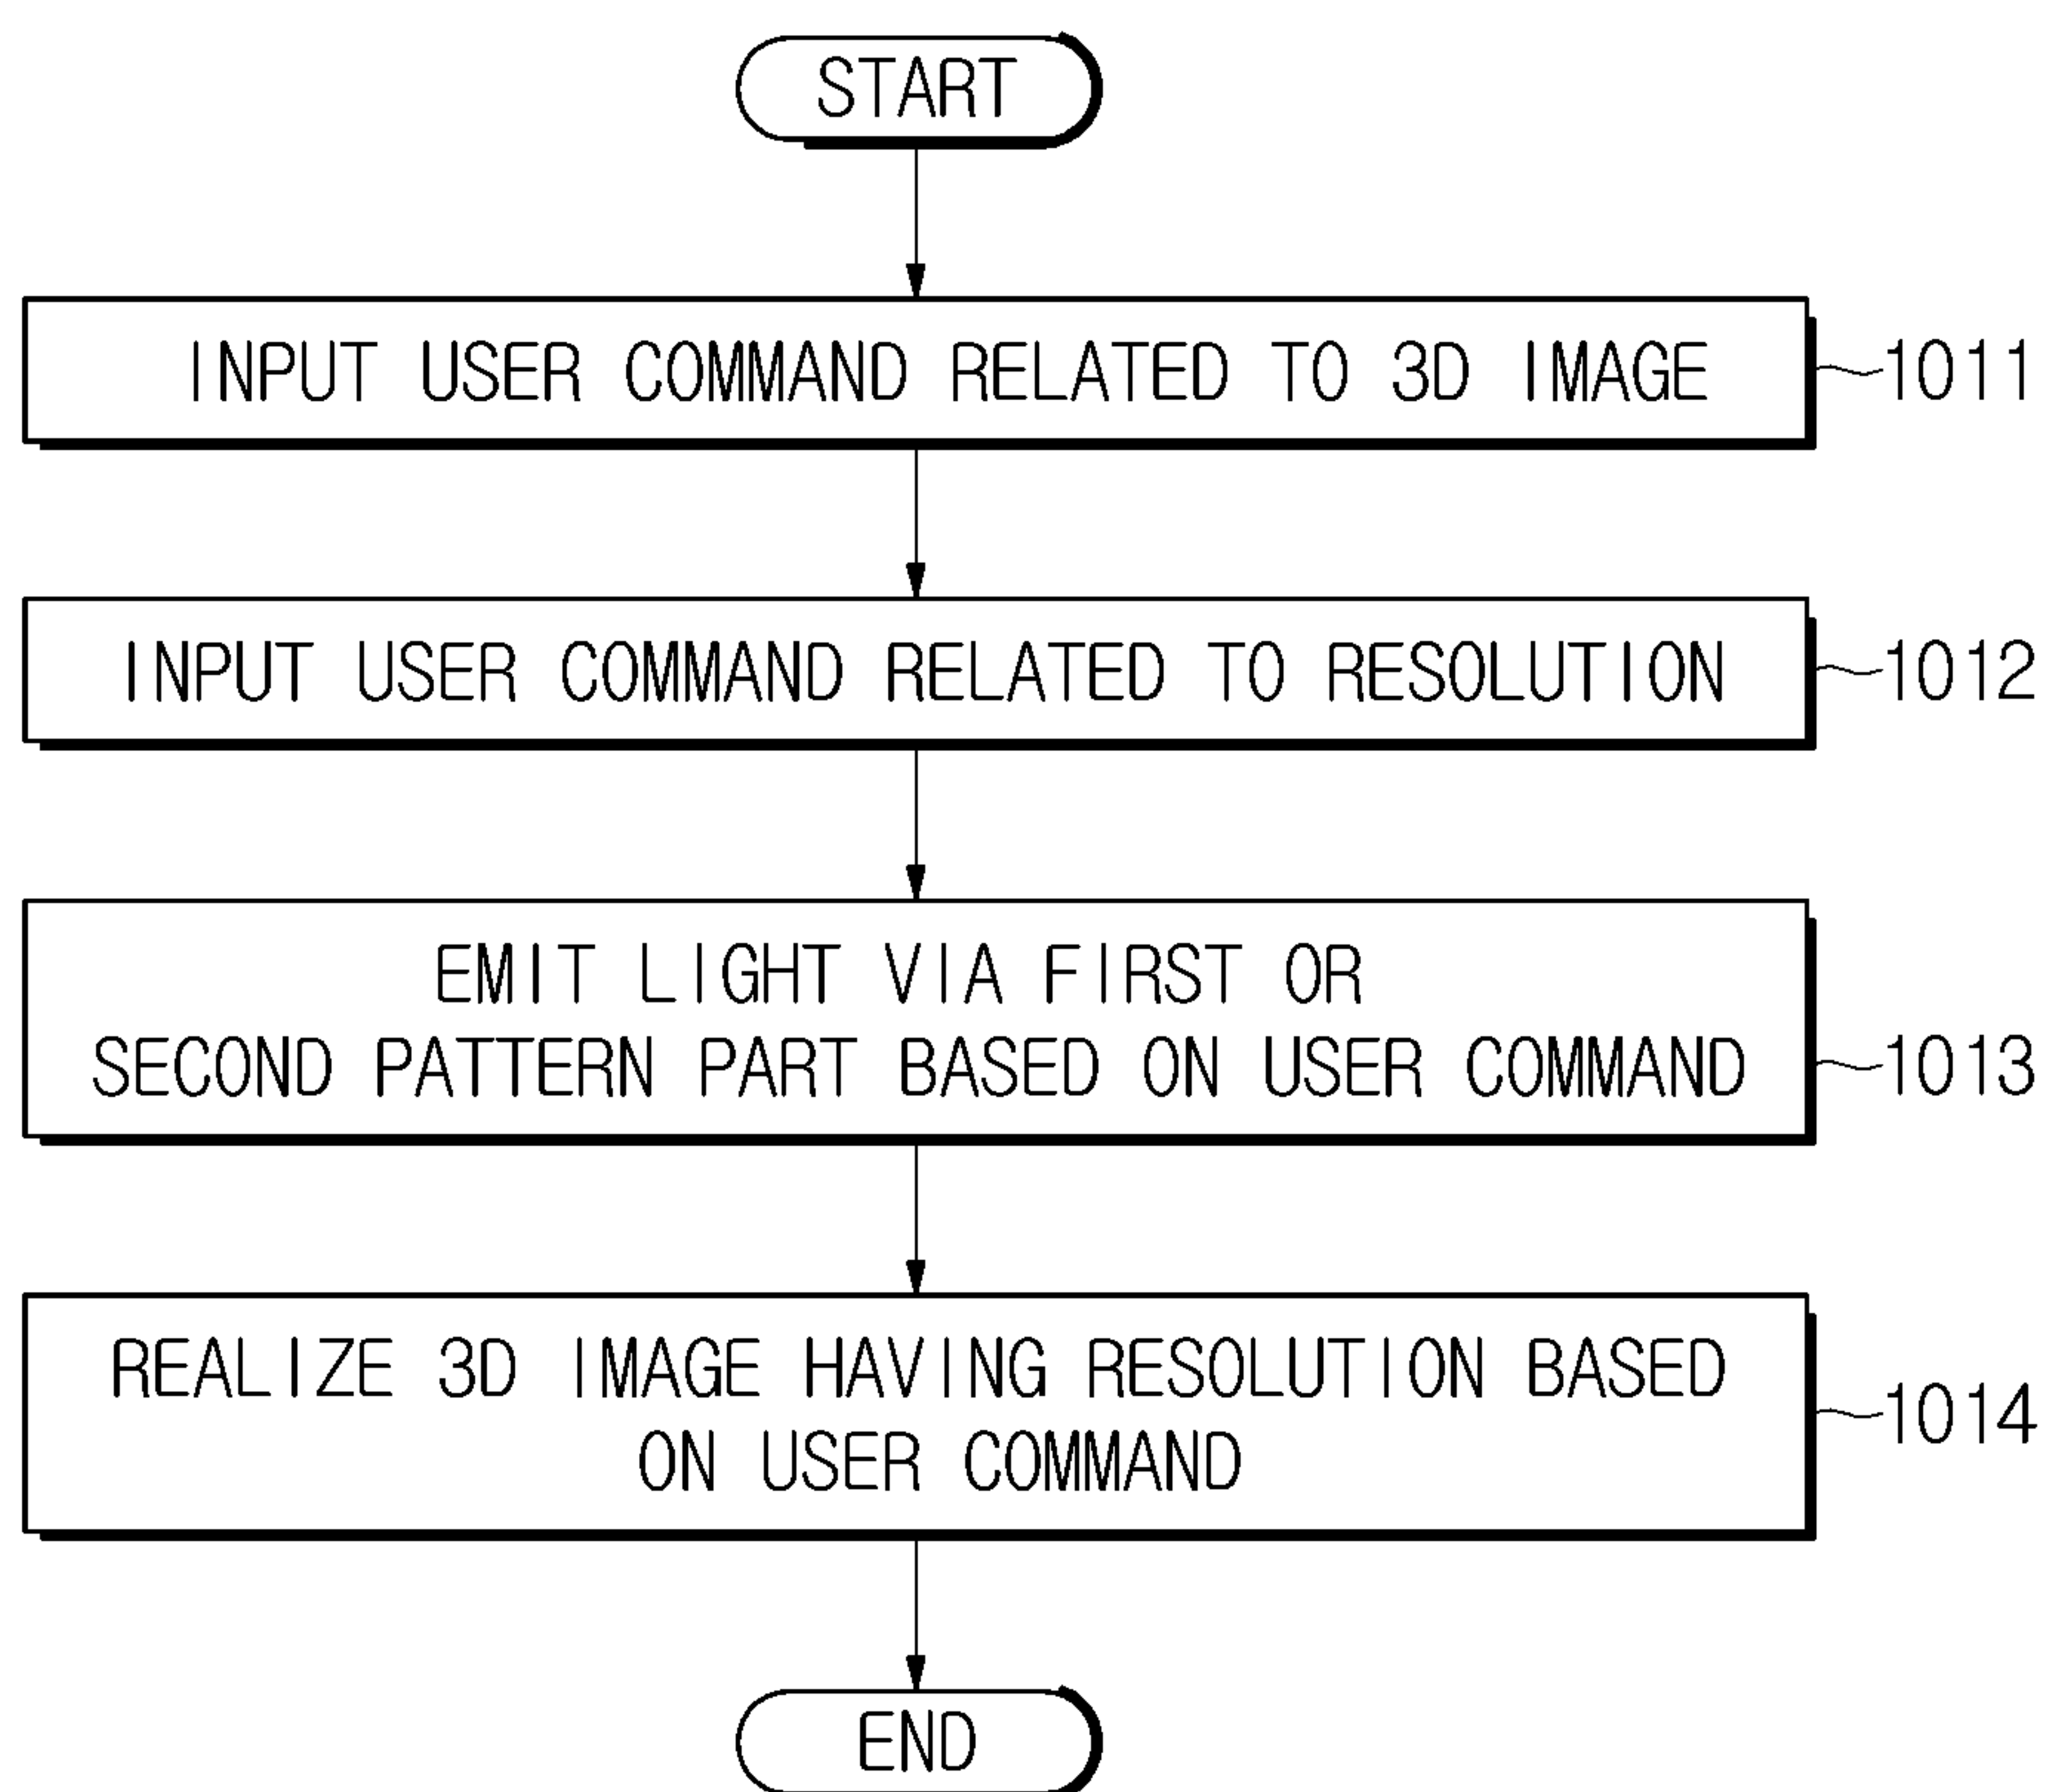 START
INPUT USER COMMAND RELATED TO 3D IMAGE
1011
INPUT USER COMMAND RELATED TO RESOLUTION
1012
EMIT LIGHT VIA FIRST OR
SECOND PATTERN PART BASED ON USER COMMAND
1013
REALIZE 3D IMAGE HAVING RESOLUTION BASED
ON USER COMMAND
1014
END